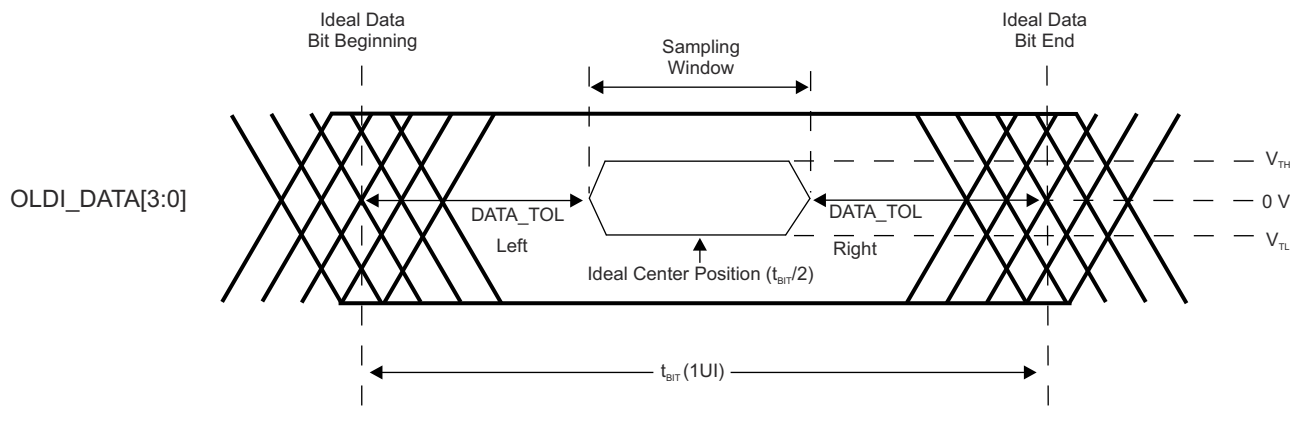 Ideal Data
Bit Beginning
Ideal Data
Bit End
Sampling
Window
V_TH
OLDI_DATA[3:0]
0 V
DATA_TOL
Left
DATA_TOL
Right
V_TL
Ideal Center Position (t_BIT/2)
t_BIT (1UI)